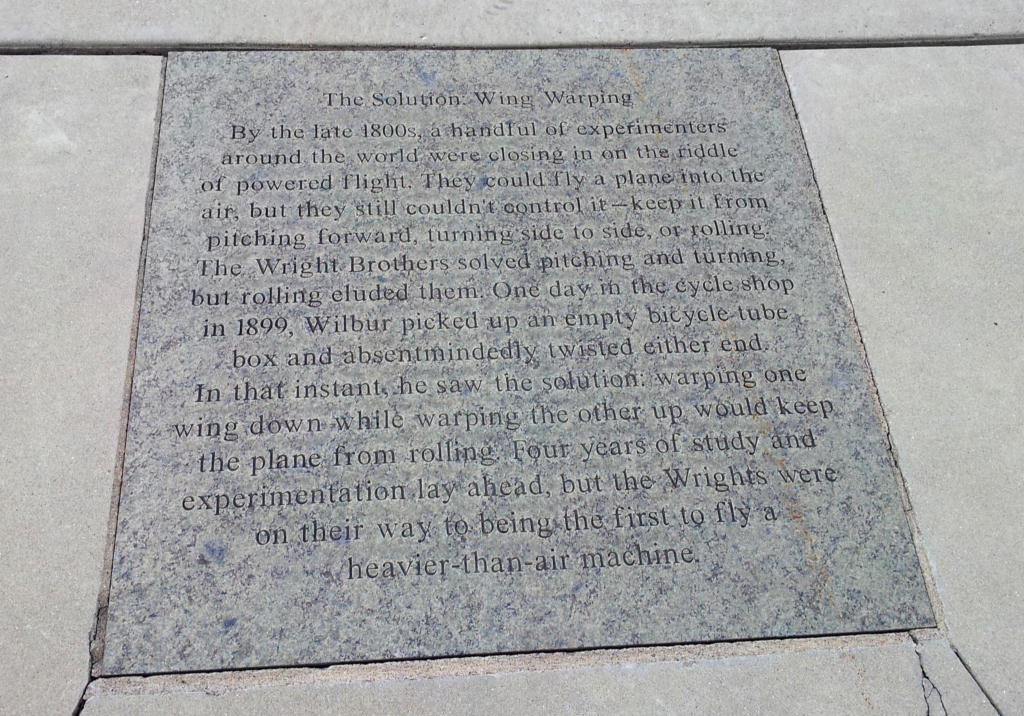 The Solution: Wing Warping
By the late 1800s, a handful of experimenters
around the world were closing in on the riddle
of powered flight. They could fly a plane into the
air, but they still couldn't control it—keep it from
pitching forward, turning side to side, or rolling.
The Wright Brothers solved pitching and turning,
but rolling eluded them. One day in the cycle shop
in 1899, Wilbur picked up an empty bicycle tube
box and absentmindedly twisted either end.
In that instant, he saw the solution: warping one
wing down while warping the other up would keep
the plane from rolling. Four years of study and
experimentation lay ahead, but the Wrights were
on their way to being the first to fly a
heavier-than-air machine.